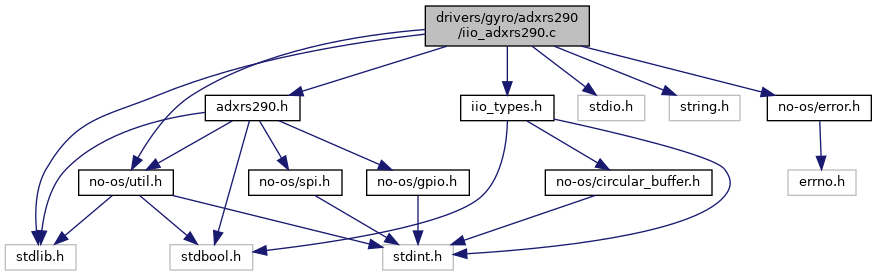 drivers/gyro/adxrs290
/iio_adxrs290.c
adxrs290.h
iio_types.h
stdio.h
string.h
no-os/error.h
no-os/util.h
no-os/spi.h
no-os/gpio.h
no-os/circular_buffer.h
errno.h
stdlib.h
stdbool.h
stdint.h